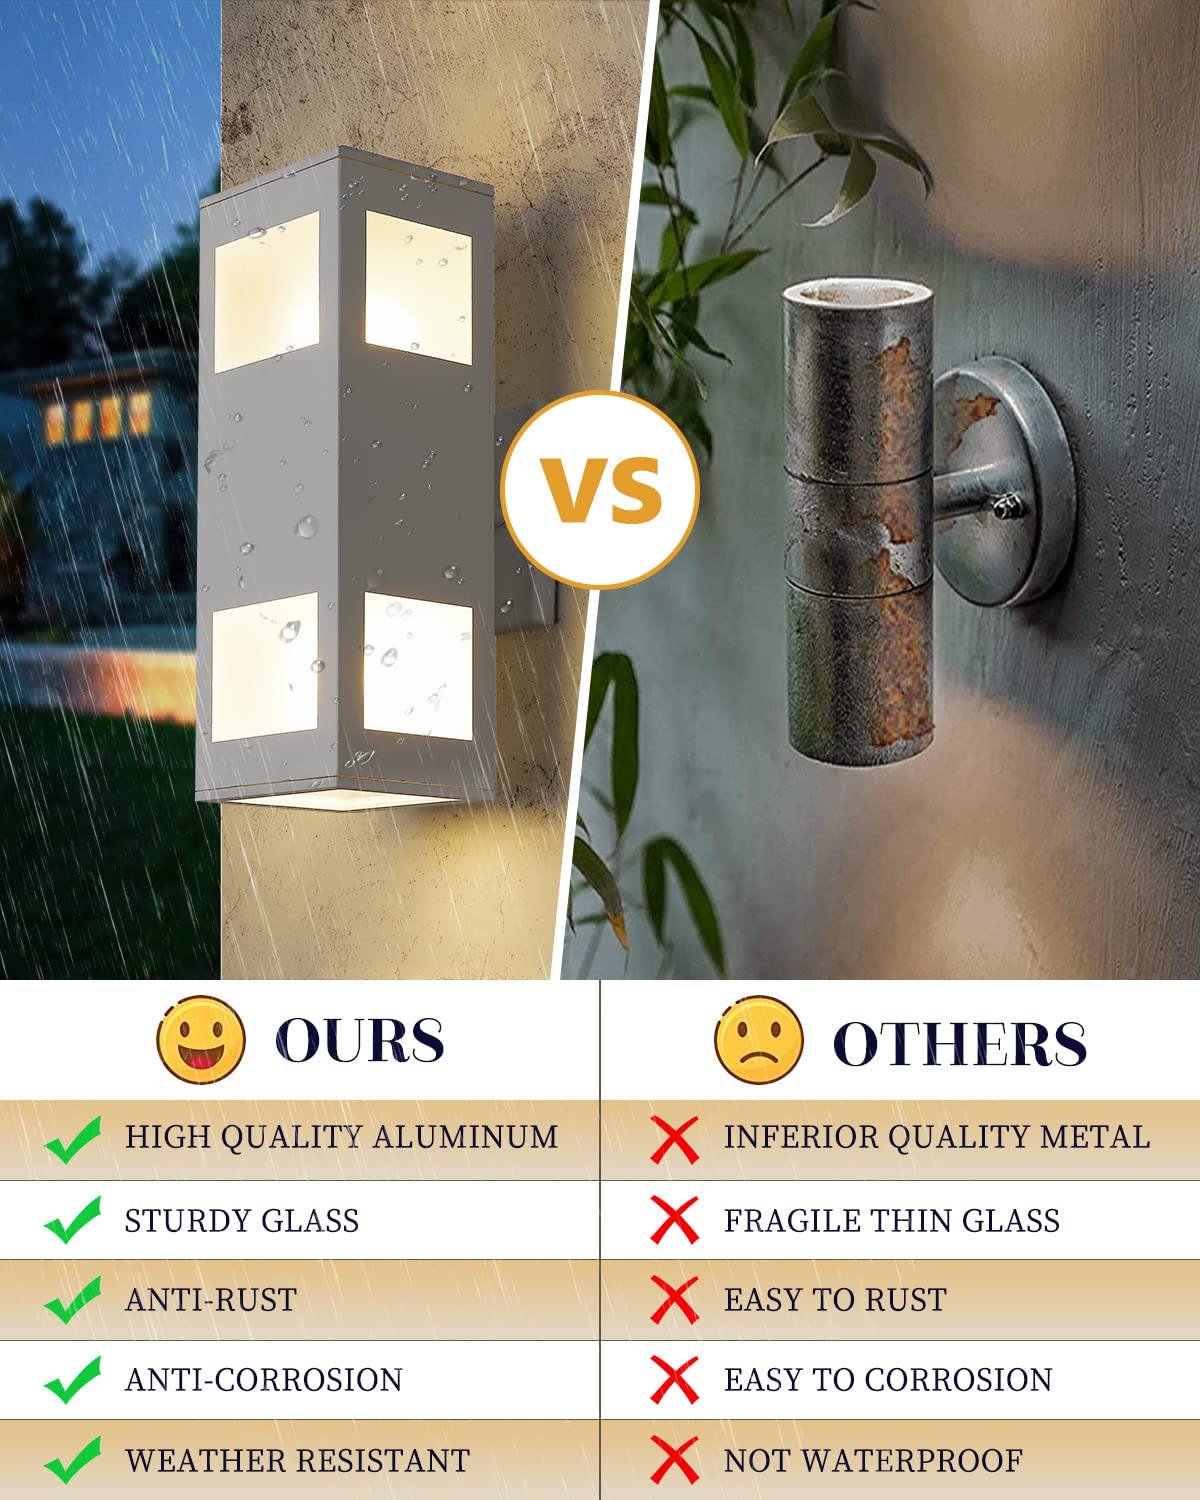 VS
OURS
OTHERS
HIGH QUALITY ALUMINUM
INFERIOR QUALITY METAL
STURDY GLASS
FRAGILE THIN GLASS
ANTI-RUST
EASY TO RUST
ANTI-CORROSION
EASY TO CORROSION
WEATHER RESISTANT
NOT WATERPROOF